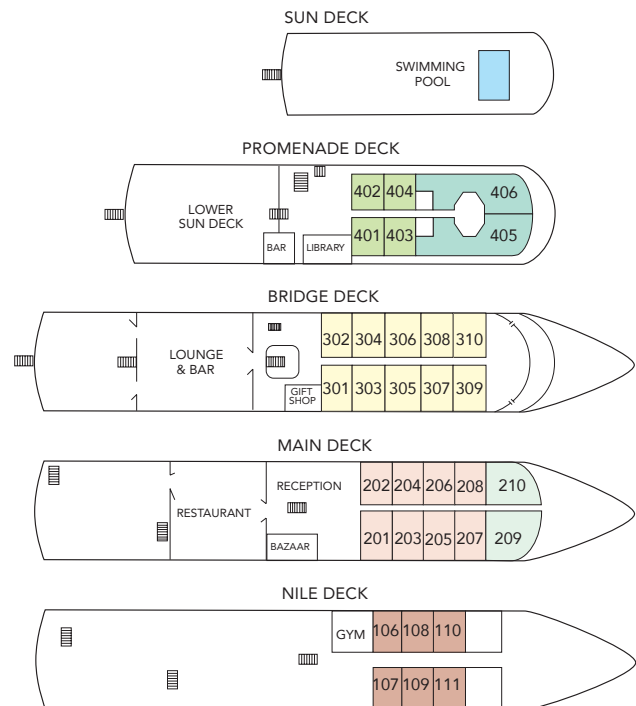 SUN DECK
SWIMMING
POOL
PROMENADE DECK
LOWER
SUN DECK
BAR
LIBRARY
402 404 406
401 403 405
BRIDGE DECK
LOUNGE
& BAR
GIFT
SHOP
302 304 306 308 310
301 303 305 307 309
MAIN DECK
RESTAURANT
RECEPTION
BAZAAR
202 204 206 208 210
201 203 205 207 209
NILE DECK
GYM
106 108 110
107 109 111